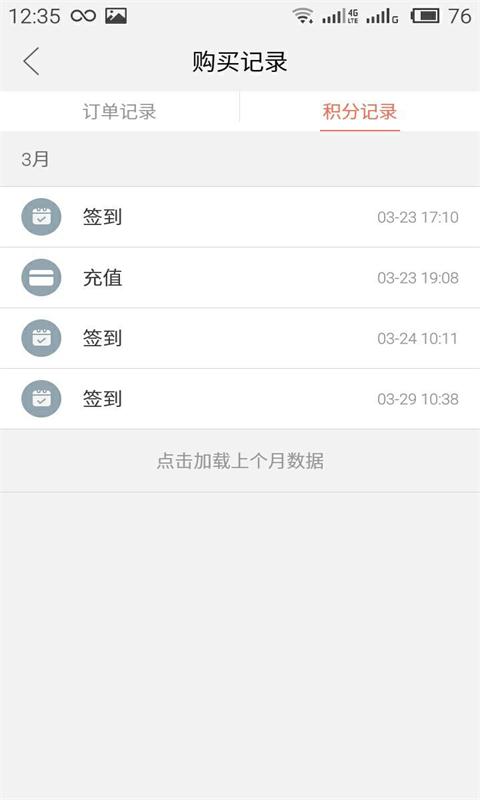 12:35 4G LTE G 76
购买记录
订单记录 积分记录
3月
签到 03-23 17:10
充值 03-23 19:08
签到 03-24 10:11
签到 03-29 10:38
点击加载上个月数据